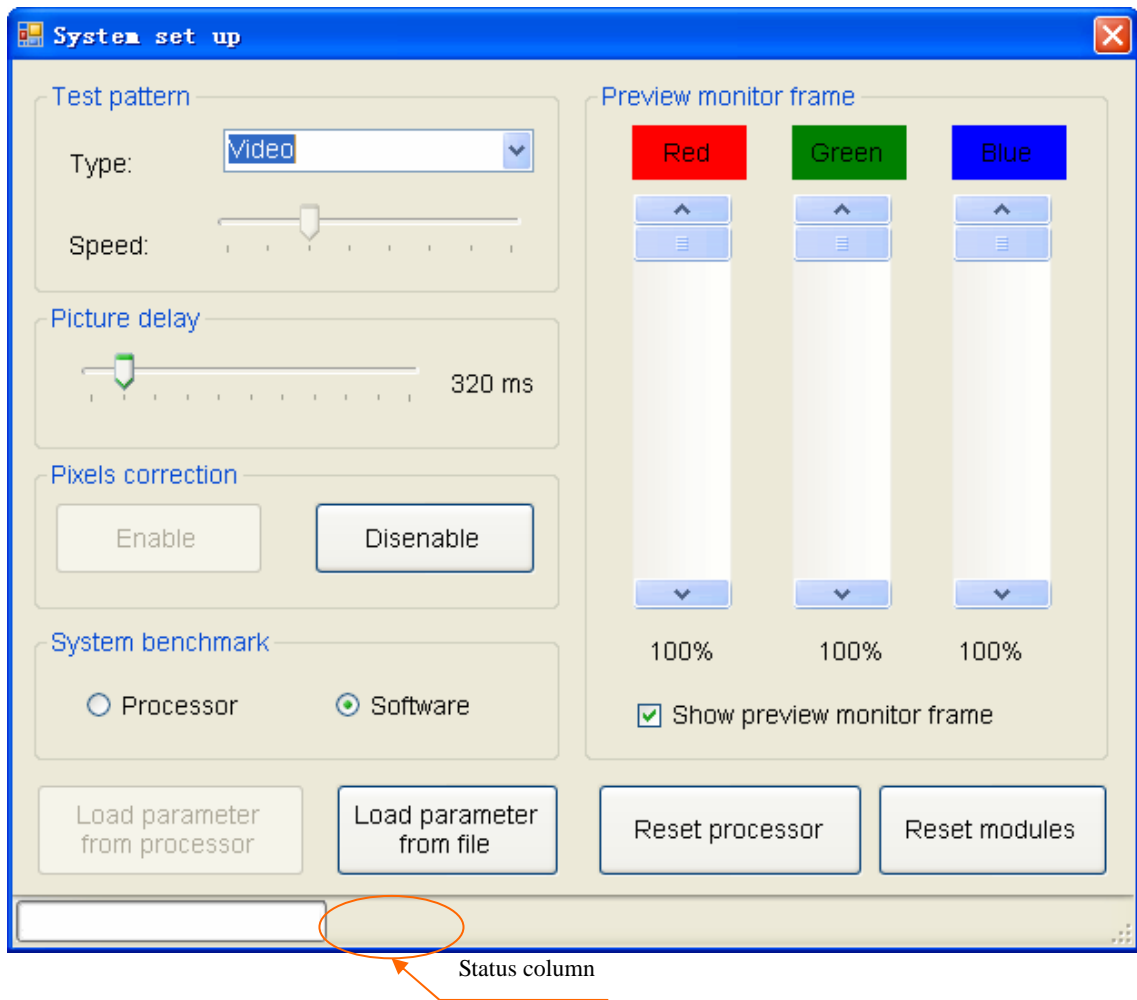 System set up
Test pattern
Type:
Video
Speed:
Picture delay
320 ms
Pixels correction
Enable
Disenable
System benchmark
Processor
Software
Load parameter
from processor
Load parameter
from file
Preview monitor frame
Red
Green
Blue
100%
100%
100%
Show preview monitor frame
Reset processor
Reset modules
Status column